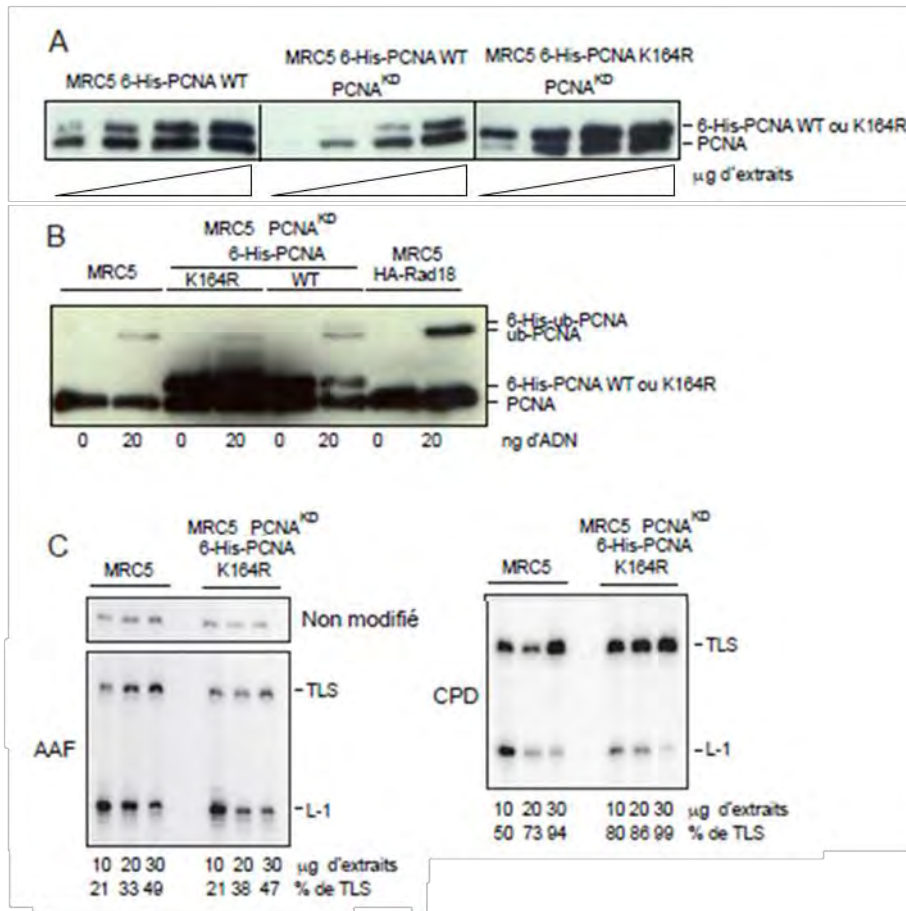 A
MRC5 6-His-PCNA WT
MRC5 6-His-PCNA WT
PCNA^KD
MRC5 6-His-PCNA K164R
PCNA^KD
6-His-PCNA WT ou K164R
PCNA
µg d'extraits
B
MRC5 PCNA^KD
6-His-PCNA
MRC5
K164R
WT
MRC5
HA-Rad18
6-His-ub-PCNA
ub-PCNA
6-His-PCNA WT ou K164R
PCNA
0 20 0 20 0 20 0 20 ng d'ADN
C
MRC5
MRC5 PCNA^KD
6-His-PCNA
K164R
Non modifié
-TLS
AAF
-L-1
10 20 30 10 20 30 µg d'extraits
21 33 49 21 38 47 % de TLS
MRC5
MRC5 PCNA^KD
6-His-PCNA
K164R
-TLS
CPD
-L-1
10 20 30 10 20 30 µg d'extraits
50 73 94 80 86 99 % de TLS